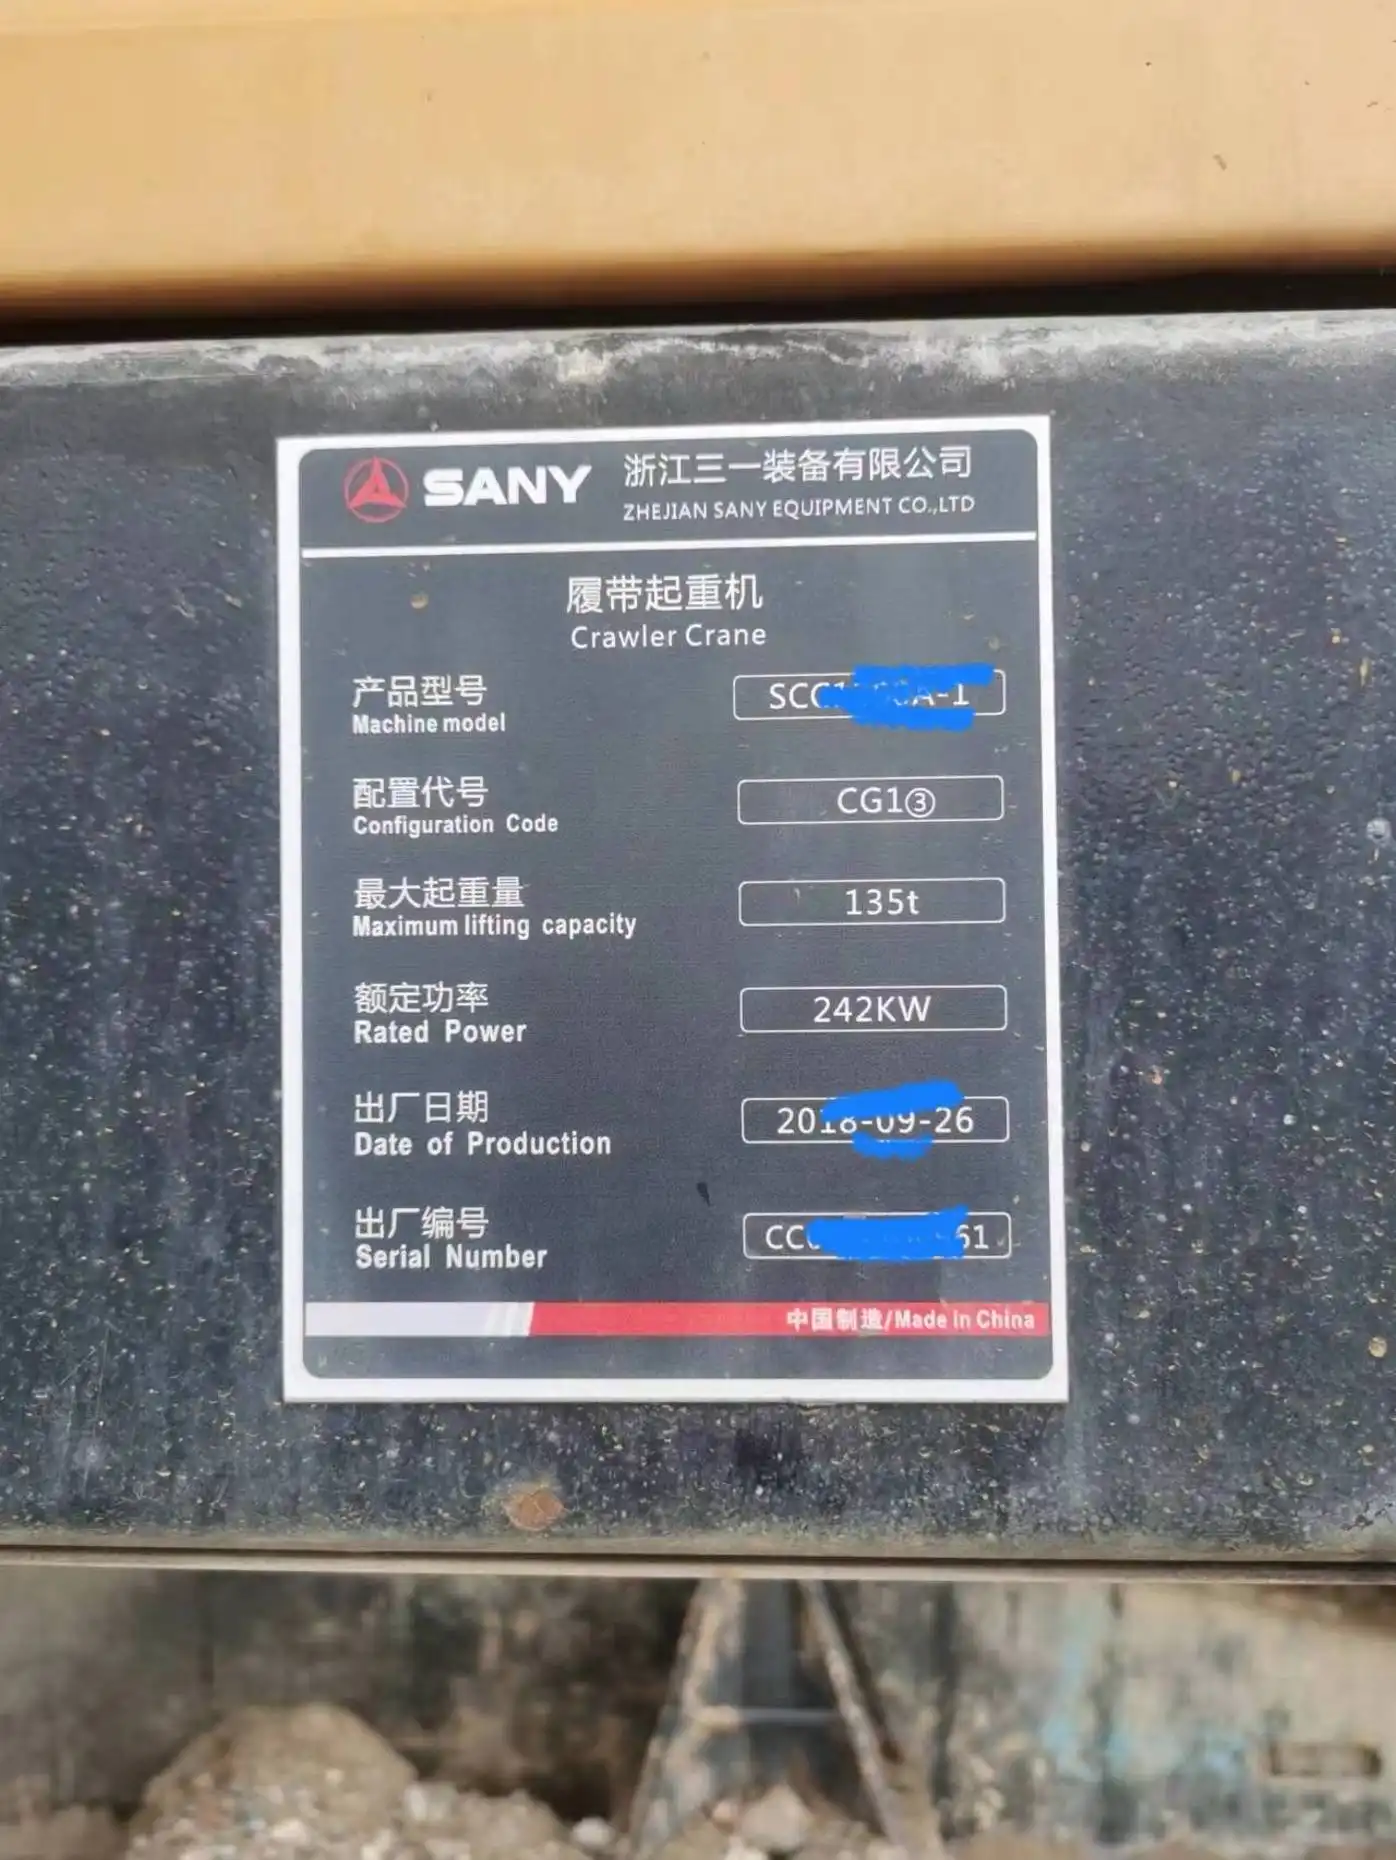 SANY 浙江三一装备有限公司
ZHEJIAN SANY EQUIPMENT CO.,LTD
履带起重机
Crawler Crane
产品型号
Machine model
配置代号 CG1③
Configuration Code
最大起重量 135t
Maximum lifting capacity
额定功率 242KW
Rated Power
出厂日期 2018-09-26
Date of Production
出厂编号
Serial Number
中国制造/Made in China